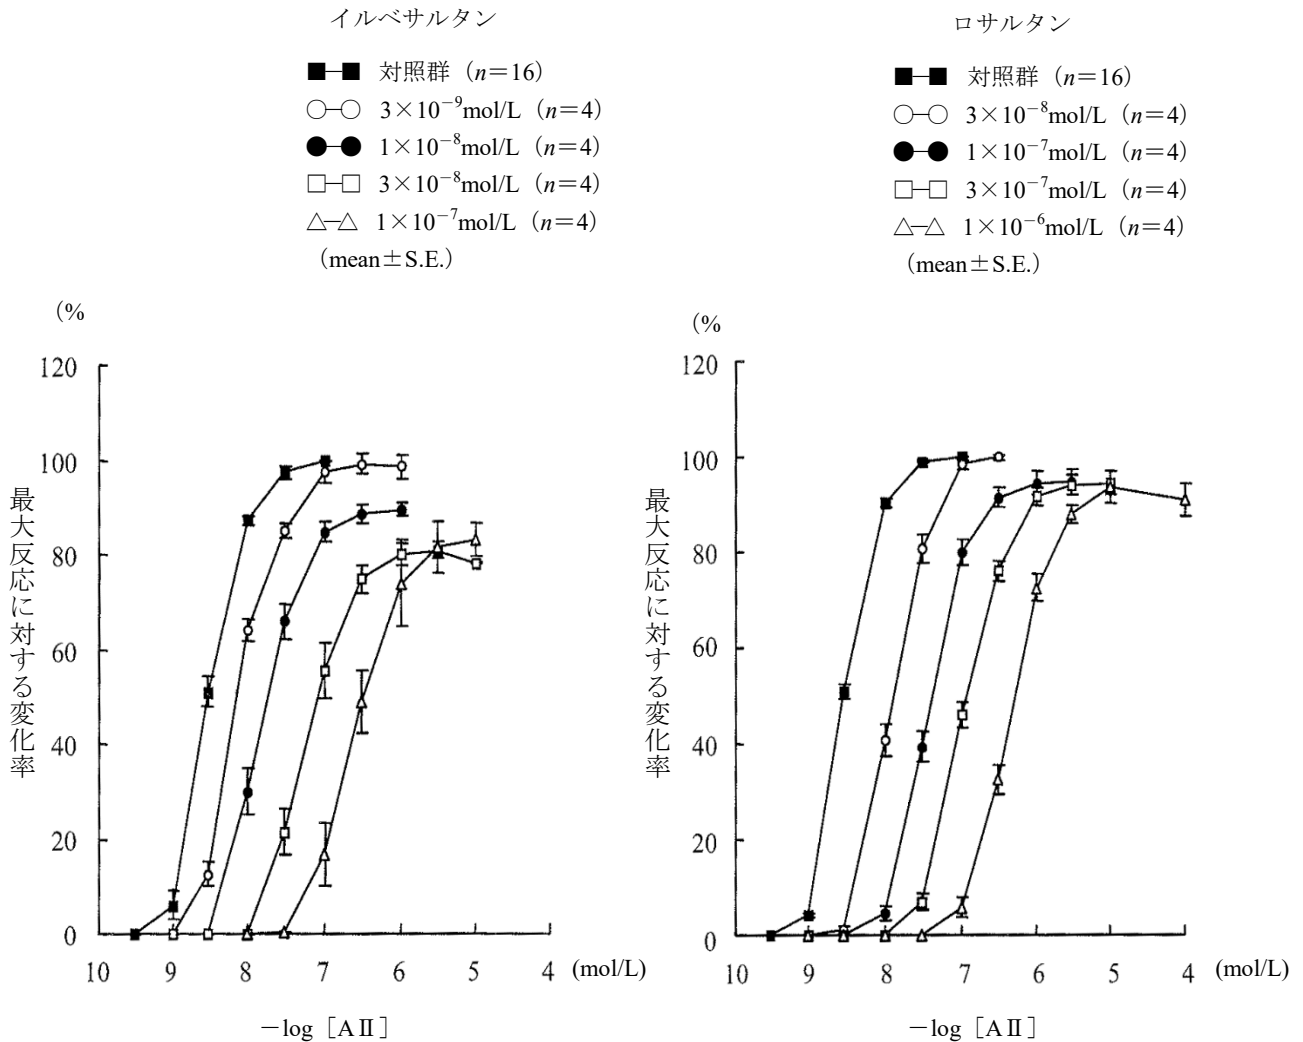 イルベサルタン
■─■ 対照群（n＝16）
○─○ 3×10⁻⁹mol/L（n＝4）
●─● 1×10⁻⁸mol/L（n＝4）
□─□ 3×10⁻⁸mol/L（n＝4）
△─△ 1×10⁻⁷mol/L（n＝4）
（mean±S.E.）
（%
120
100
80
60
40
20
0
最大反応に対する変化率
10 9 8 7 6 5 4 (mol/L)
－log［AⅡ］
ロサルタン
■─■ 対照群（n＝16）
○─○ 3×10⁻⁸mol/L（n＝4）
●─● 1×10⁻⁷mol/L（n＝4）
□─□ 3×10⁻⁷mol/L（n＝4）
△─△ 1×10⁻⁶mol/L（n＝4）
（mean±S.E.）
（%
120
100
80
60
40
20
0
最大反応に対する変化率
10 9 8 7 6 5 4 (mol/L)
－log［AⅡ］